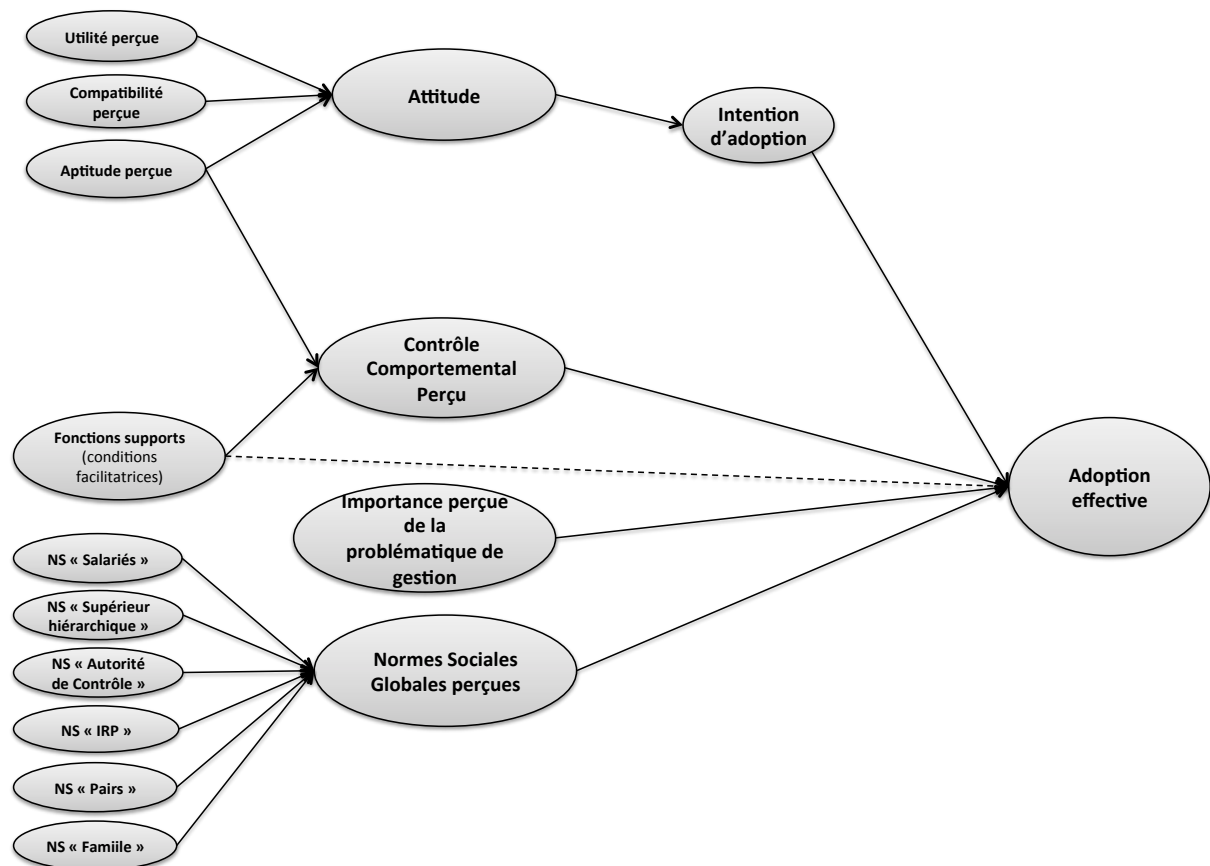 Utilité perçue
Compatibilité
perçue
Aptitude perçue
Attitude
Intention
d’adoption
Contrôle
Comportemental
Perçu
Fonctions supports
(conditions
facilitatrices)
Importance perçue
de la
problématique de
gestion
Adoption
effective
NS « Salariés »
NS « Supérieur
hiérarchique »
NS « Autorité
de Contrôle »
NS « IRP »
NS « Pairs »
NS « Famiile »
Normes Sociales
Globales perçues